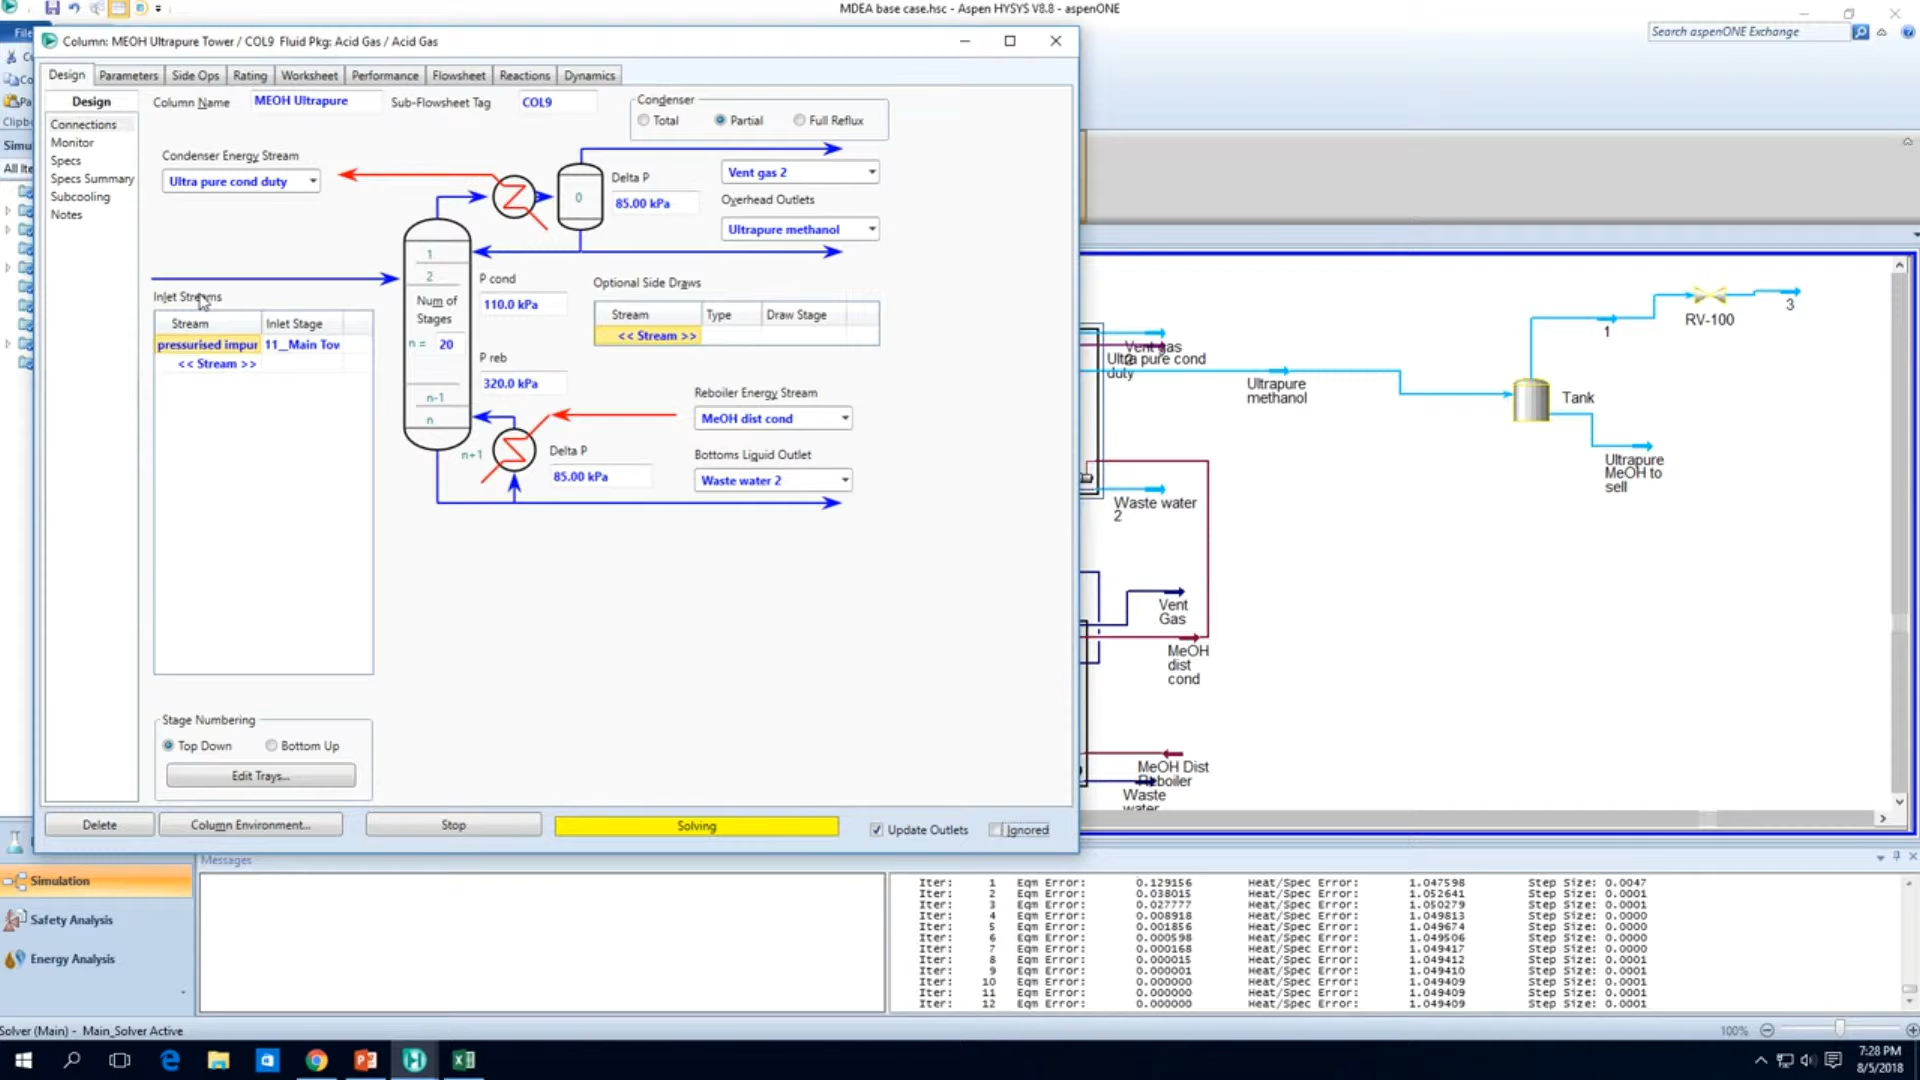 MDEA base case.hsc - Aspen HYSYS V8.8 - aspenONE
Search aspenONE Exchange
Column: MEOH Ultrapure Tower / COL9 Fluid Pkg: Acid Gas / Acid Gas
Design Parameters Side Ops Rating Worksheet Performance Flowsheet Reactions Dynamics
Design
Connections
Monitor
Specs
Specs Summary
Subcooling
Notes
Column Name MEOH Ultrapure Sub-Flowsheet Tag COL9
Condenser
Total Partial Full Reflux
Condenser Energy Stream
Ultra pure cond duty
Delta P
85.00 kPa
0
Vent gas 2
Overhead Outlets
Ultrapure methanol
1
2
Num of
Stages
n = 20
n-1
n
n+1
P cond
110.0 kPa
P reb
320.0 kPa
Optional Side Draws
Stream Type Draw Stage
<< Stream >>
Inlet Streams
Stream Inlet Stage
pressurised impur 11__Main Tow
<< Stream >>
Reboiler Energy Stream
MeOH dist cond
Delta P
85.00 kPa
Bottoms Liquid Outlet
Waste water 2
Stage Numbering
Top Down Bottom Up
Edit Trays...
Delete Column Environment... Stop Solving Update Outlets Ignored
Vent gas
Ultra pure cond
duty
Ultrapure
methanol
1
RV-100
3
Tank
Ultrapure
MeOH to
sell
Waste water
2
Vent
Gas
MeOH
dist
cond
MeOH Dist
Reboiler
Waste
water
Messages
Simulation
Safety Analysis
Energy Analysis
Iter: 1 Eqm Error: 0.129156 Heat/Spec Error: 1.047598 Step Size: 0.0047
Iter: 2 Eqm Error: 0.038015 Heat/Spec Error: 1.052641 Step Size: 0.0001
Iter: 3 Eqm Error: 0.027777 Heat/Spec Error: 1.050279 Step Size: 0.0001
Iter: 4 Eqm Error: 0.008918 Heat/Spec Error: 1.049813 Step Size: 0.0000
Iter: 5 Eqm Error: 0.001856 Heat/Spec Error: 1.049674 Step Size: 0.0000
Iter: 6 Eqm Error: 0.000598 Heat/Spec Error: 1.049506 Step Size: 0.0000
Iter: 7 Eqm Error: 0.000168 Heat/Spec Error: 1.049417 Step Size: 0.0001
Iter: 8 Eqm Error: 0.000015 Heat/Spec Error: 1.049412 Step Size: 0.0001
Iter: 9 Eqm Error: 0.000001 Heat/Spec Error: 1.049410 Step Size: 0.0001
Iter: 10 Eqm Error: 0.000000 Heat/Spec Error: 1.049409 Step Size: 0.0001
Iter: 11 Eqm Error: 0.000000 Heat/Spec Error: 1.049409 Step Size: 0.0001
Iter: 12 Eqm Error: 0.000000 Heat/Spec Error: 1.049409 Step Size: 0.0001
Solver (Main) - Main_Solver Active
100%
7:28 PM
8/5/2018